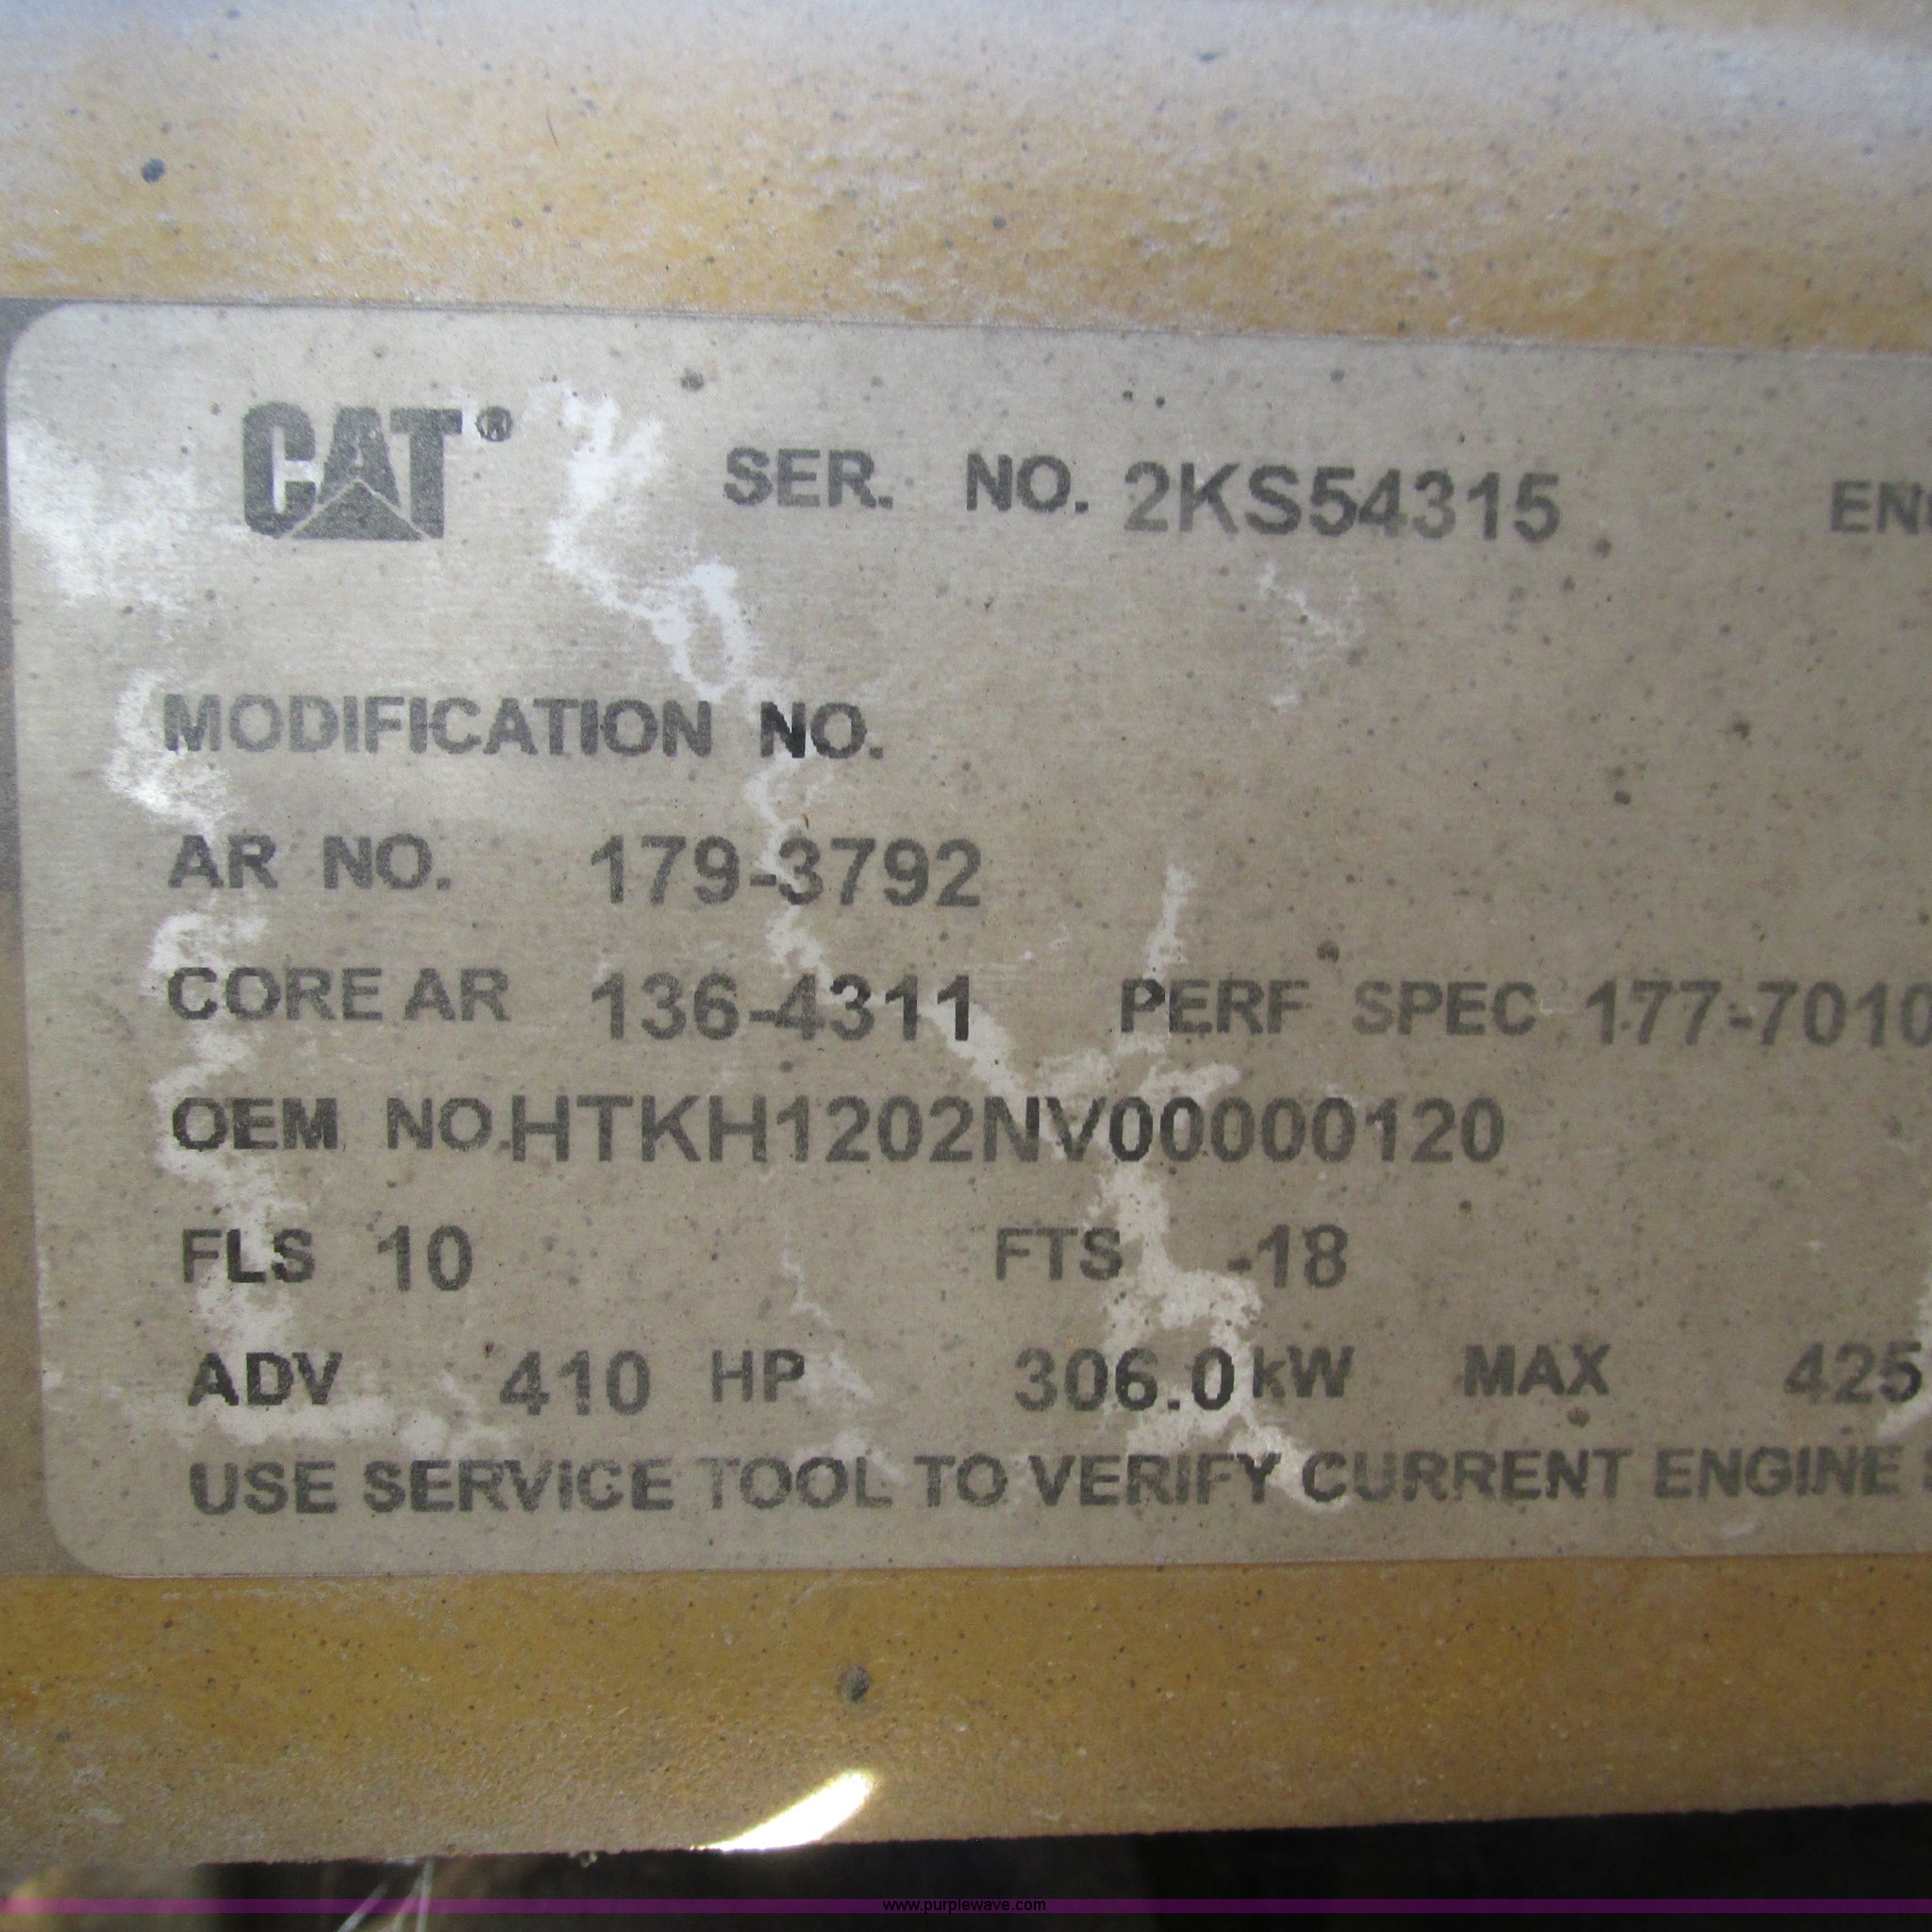 CAT® SER. NO. 2KS54315 EN
MODIFICATION NO.
AR NO. 179-3792
CORE AR 136-4311 PERF SPEC 177-7010
OEM NO.HTKH1202NV00000120
FLS 10 FTS -18
ADV 410 HP 306.0 kW MAX 425
USE SERVICE TOOL TO VERIFY CURRENT ENGINE
www.purplewave.com